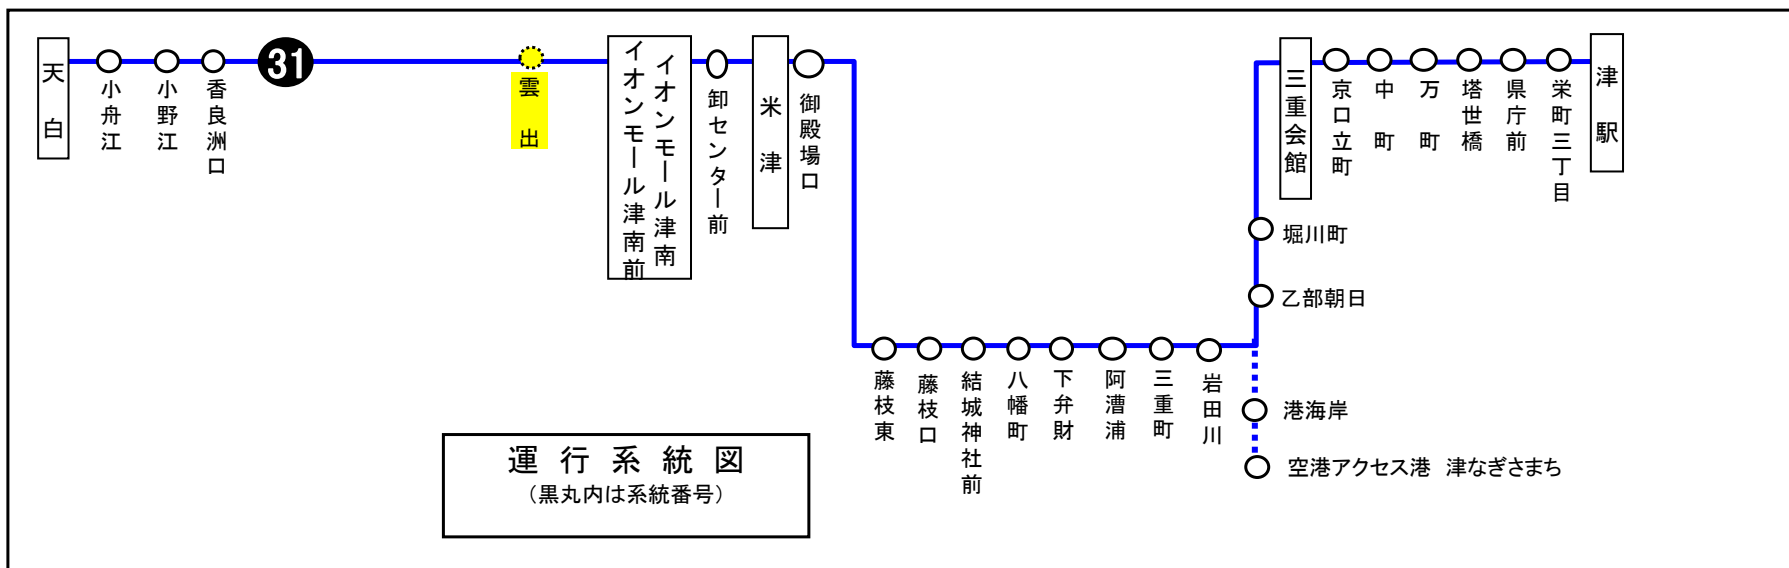 天白
小舟江
小野江
香良洲口
31
雲出
イオンモール津南
イオンモール津南前
卸センター前
米津
御殿場口
藤枝東
藤枝口
結城神社前
八幡町
下弁財
阿漕浦
三重町
岩田川
港海岸
空港アクセス港 津なぎさまち
乙部朝日
堀川町
三重会館
京口立町
中町
万町
塔世橋
県庁前
栄町三丁目
津駅
運行系統図
（黒丸内は系統番号）